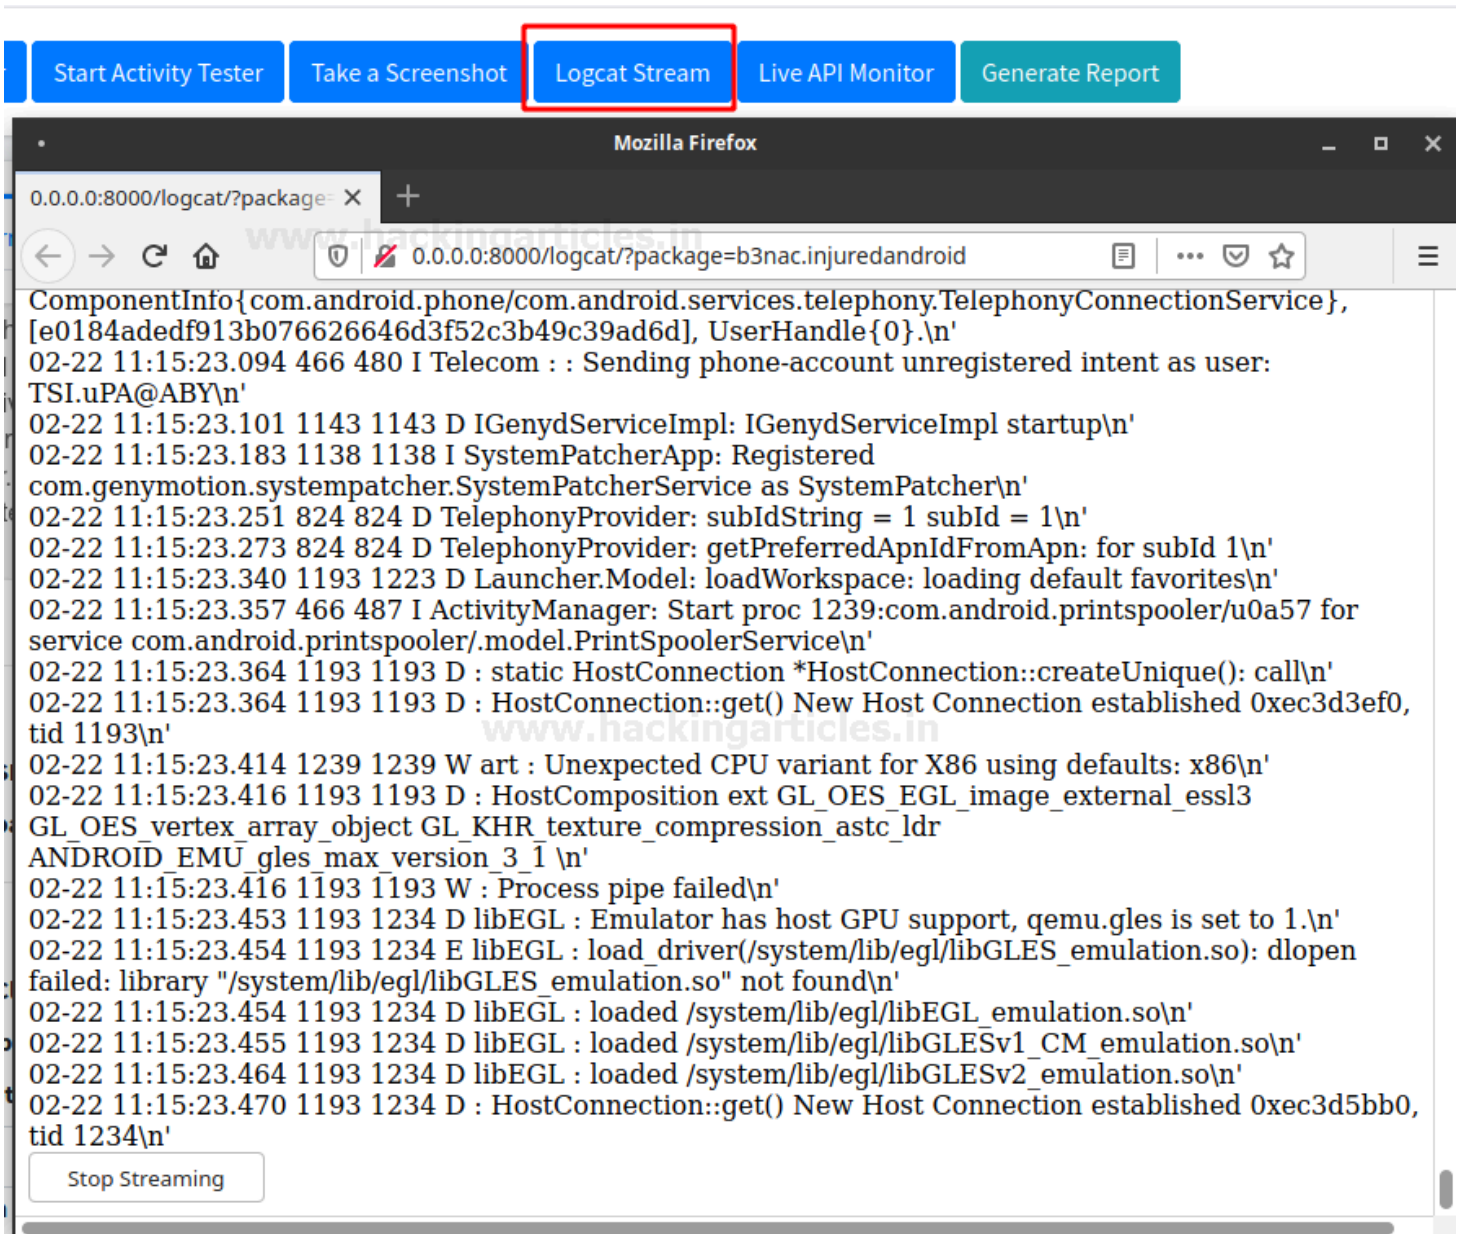 Start Activity Tester
Take a Screenshot
Logcat Stream
Live API Monitor
Generate Report
Mozilla Firefox
0.0.0.0:8000/logcat/?package=
www.hackingarticles.in
0.0.0.0:8000/logcat/?package=b3nac.injuredandroid
ComponentInfo{com.android.phone/com.android.services.telephony.TelephonyConnectionService},
[e0184adedf913b076626646d3f52c3b49c39ad6d], UserHandle{0}.\n'
02-22 11:15:23.094 466 480 I Telecom : : Sending phone-account unregistered intent as user:
TSI.uPA@ABY\n'
02-22 11:15:23.101 1143 1143 D IGenydServiceImpl: IGenydServiceImpl startup\n'
02-22 11:15:23.183 1138 1138 I SystemPatcherApp: Registered
com.genymotion.systempatcher.SystemPatcherService as SystemPatcher\n'
02-22 11:15:23.251 824 824 D TelephonyProvider: subIdString = 1 subId = 1\n'
02-22 11:15:23.273 824 824 D TelephonyProvider: getPreferredApnIdFromApn: for subId 1\n'
02-22 11:15:23.340 1193 1223 D Launcher.Model: loadWorkspace: loading default favorites\n'
02-22 11:15:23.357 466 487 I ActivityManager: Start proc 1239:com.android.printspooler/u0a57 for
service com.android.printspooler/.model.PrintSpoolerService\n'
02-22 11:15:23.364 1193 1193 D : static HostConnection *HostConnection::createUnique(): call\n'
02-22 11:15:23.364 1193 1193 D : HostConnection::get() New Host Connection established 0xec3d3ef0,
tid 1193\n'
www.hackingarticles.in
02-22 11:15:23.414 1239 1239 W art : Unexpected CPU variant for X86 using defaults: x86\n'
02-22 11:15:23.416 1193 1193 D : HostComposition ext GL_OES_EGL_image_external_essl3
GL_OES_vertex_array_object GL_KHR_texture_compression_astc_ldr
ANDROID_EMU_gles_max_version_3_1 \n'
02-22 11:15:23.416 1193 1193 W : Process pipe failed\n'
02-22 11:15:23.453 1193 1234 D libEGL : Emulator has host GPU support, qemu.gles is set to 1.\n'
02-22 11:15:23.454 1193 1234 E libEGL : load_driver(/system/lib/egl/libGLES_emulation.so): dlopen
failed: library "/system/lib/egl/libGLES_emulation.so" not found\n'
02-22 11:15:23.454 1193 1234 D libEGL : loaded /system/lib/egl/libEGL_emulation.so\n'
02-22 11:15:23.455 1193 1234 D libEGL : loaded /system/lib/egl/libGLESv1_CM_emulation.so\n'
02-22 11:15:23.464 1193 1234 D libEGL : loaded /system/lib/egl/libGLESv2_emulation.so\n'
02-22 11:15:23.470 1193 1234 D : HostConnection::get() New Host Connection established 0xec3d5bb0,
tid 1234\n'
Stop Streaming